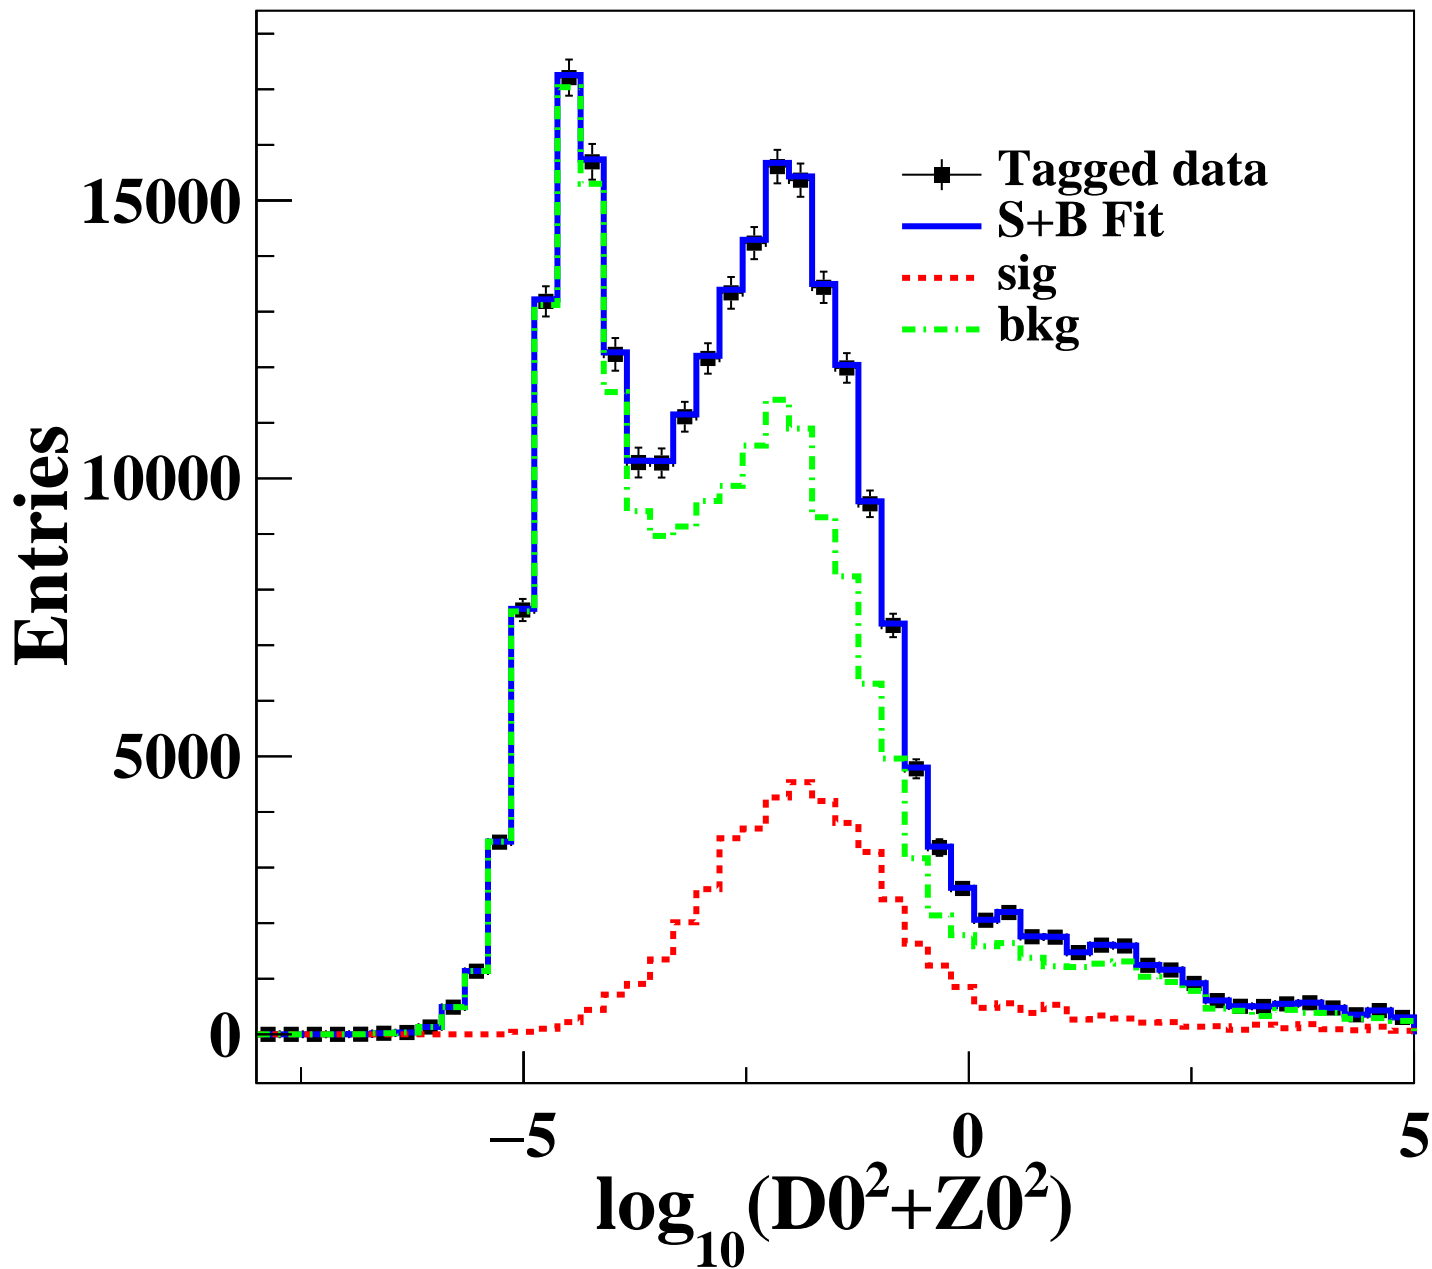 Entries
15000
10000
5000
0
Tagged data
S+B Fit
sig
bkg
−5
0
5
log₁₀(D0²+Z0²)